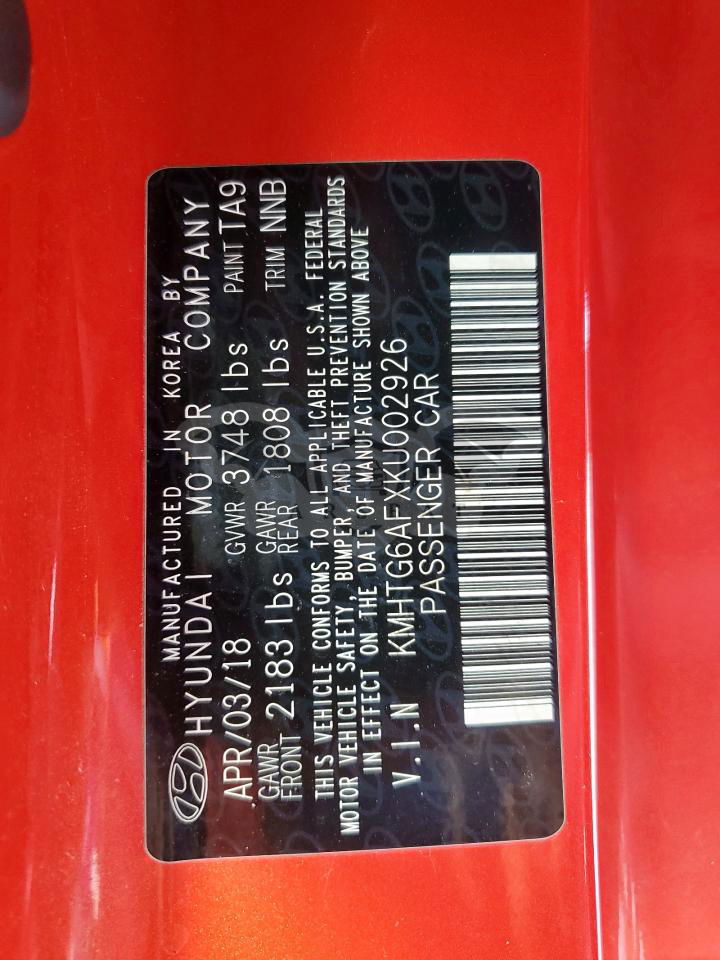 MANUFACTURED IN KOREA BY
HYUNDAI MOTOR COMPANY
APR/03/18 GVWR 3748 lbs PAINT TA9
GAWR FRONT 2183 lbs GAWR REAR 1808 lbs TRIM NNB
THIS VEHICLE CONFORMS TO ALL APPLICABLE U.S.A. FEDERAL
MOTOR VEHICLE SAFETY, BUMPER, AND THEFT PREVENTION STANDARDS
IN EFFECT ON THE DATE OF MANUFACTURE SHOWN ABOVE
V.I.N KMHTG6AFXKU002926
PASSENGER CAR